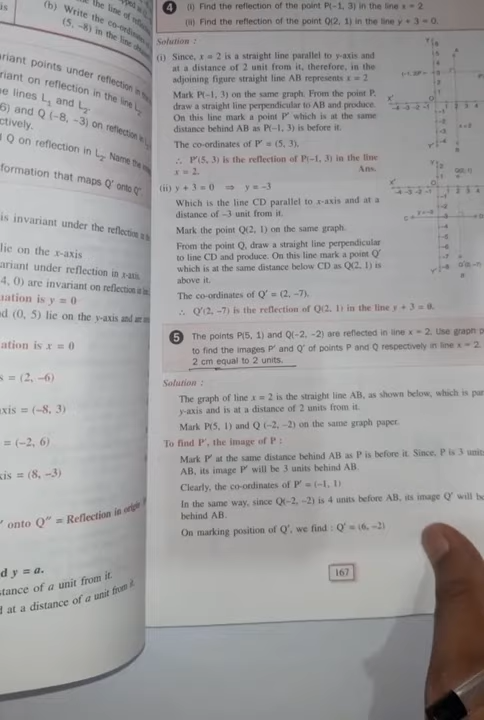 (b) Write the co-ordinates
(5, -8) in the line
ariant points under reflection in
riant on reflection in the line L
e lines L₁ and L₂.
6) and Q (-8, -3) on reflection in
ctively.
Q on reflection in L₂. Name the
formation that maps Q' onto Q"
is invariant under the reflection
lie on the x-axis
ariant under reflection in x-axis
4, 0) are invariant on reflection
uation is y = 0
d (0, 5) lie on the y-axis and
ation is x = 0
s = (2, -6)
axis = (-8, 3)
= (-2, 6)
xis = (8, -3)
' onto Q" = Reflection in origin
d y = a.
stance of a unit from it.
l at a distance of a unit from it.
4 (i) Find the reflection of the point P(-1, 3) in the line x = 2.
(ii) Find the reflection of the point Q(2, 1) in the line y + 3 = 0.
Solution :
(i) Since, x = 2 is a straight line parallel to y-axis and
at a distance of 2 unit from it, therefore, in the
adjoining figure straight line AB represents x = 2
Mark P(-1, 3) on the same graph. From the point P,
draw a straight line perpendicular to AB and produce.
On this line mark a point P' which is at the same
distance behind AB as P(-1, 3) is before it.
The co-ordinates of P' = (5, 3).
∴ P'(5, 3) is the reflection of P(-1, 3) in the line
x = 2. Ans.
(ii) y + 3 = 0 ⇒ y = -3
Which is the line CD parallel to x-axis and at a
distance of -3 unit from it.
Mark the point Q(2, 1) on the same graph.
From the point Q, draw a straight line perpendicular
to line CD and produce. On this line mark a point Q'
which is at the same distance below CD as Q(2, 1) is
above it.
The co-ordinates of Q' = (2, -7).
∴ Q'(2, -7) is the reflection of Q(2, 1) in the line y + 3 = 0.
5 The points P(5, 1) and Q(-2, -2) are reflected in line x = 2. Use graph p
to find the images P' and Q' of points P and Q respectively in line x = 2.
2 cm equal to 2 units.
Solution :
The graph of line x = 2 is the straight line AB, as shown below, which is par
y-axis and is at a distance of 2 units from it.
Mark P(5, 1) and Q (-2, -2) on the same graph paper.
To find P', the image of P :
Mark P' at the same distance behind AB as P is before it. Since, P is 3 unit
AB, its image P' will be 3 units behind AB.
Clearly, the co-ordinates of P' = (-1, 1)
In the same way, since Q(-2, -2) is 4 units before AB, its image Q' will be
behind AB.
On marking position of Q', we find : Q' = (6, -2)
167